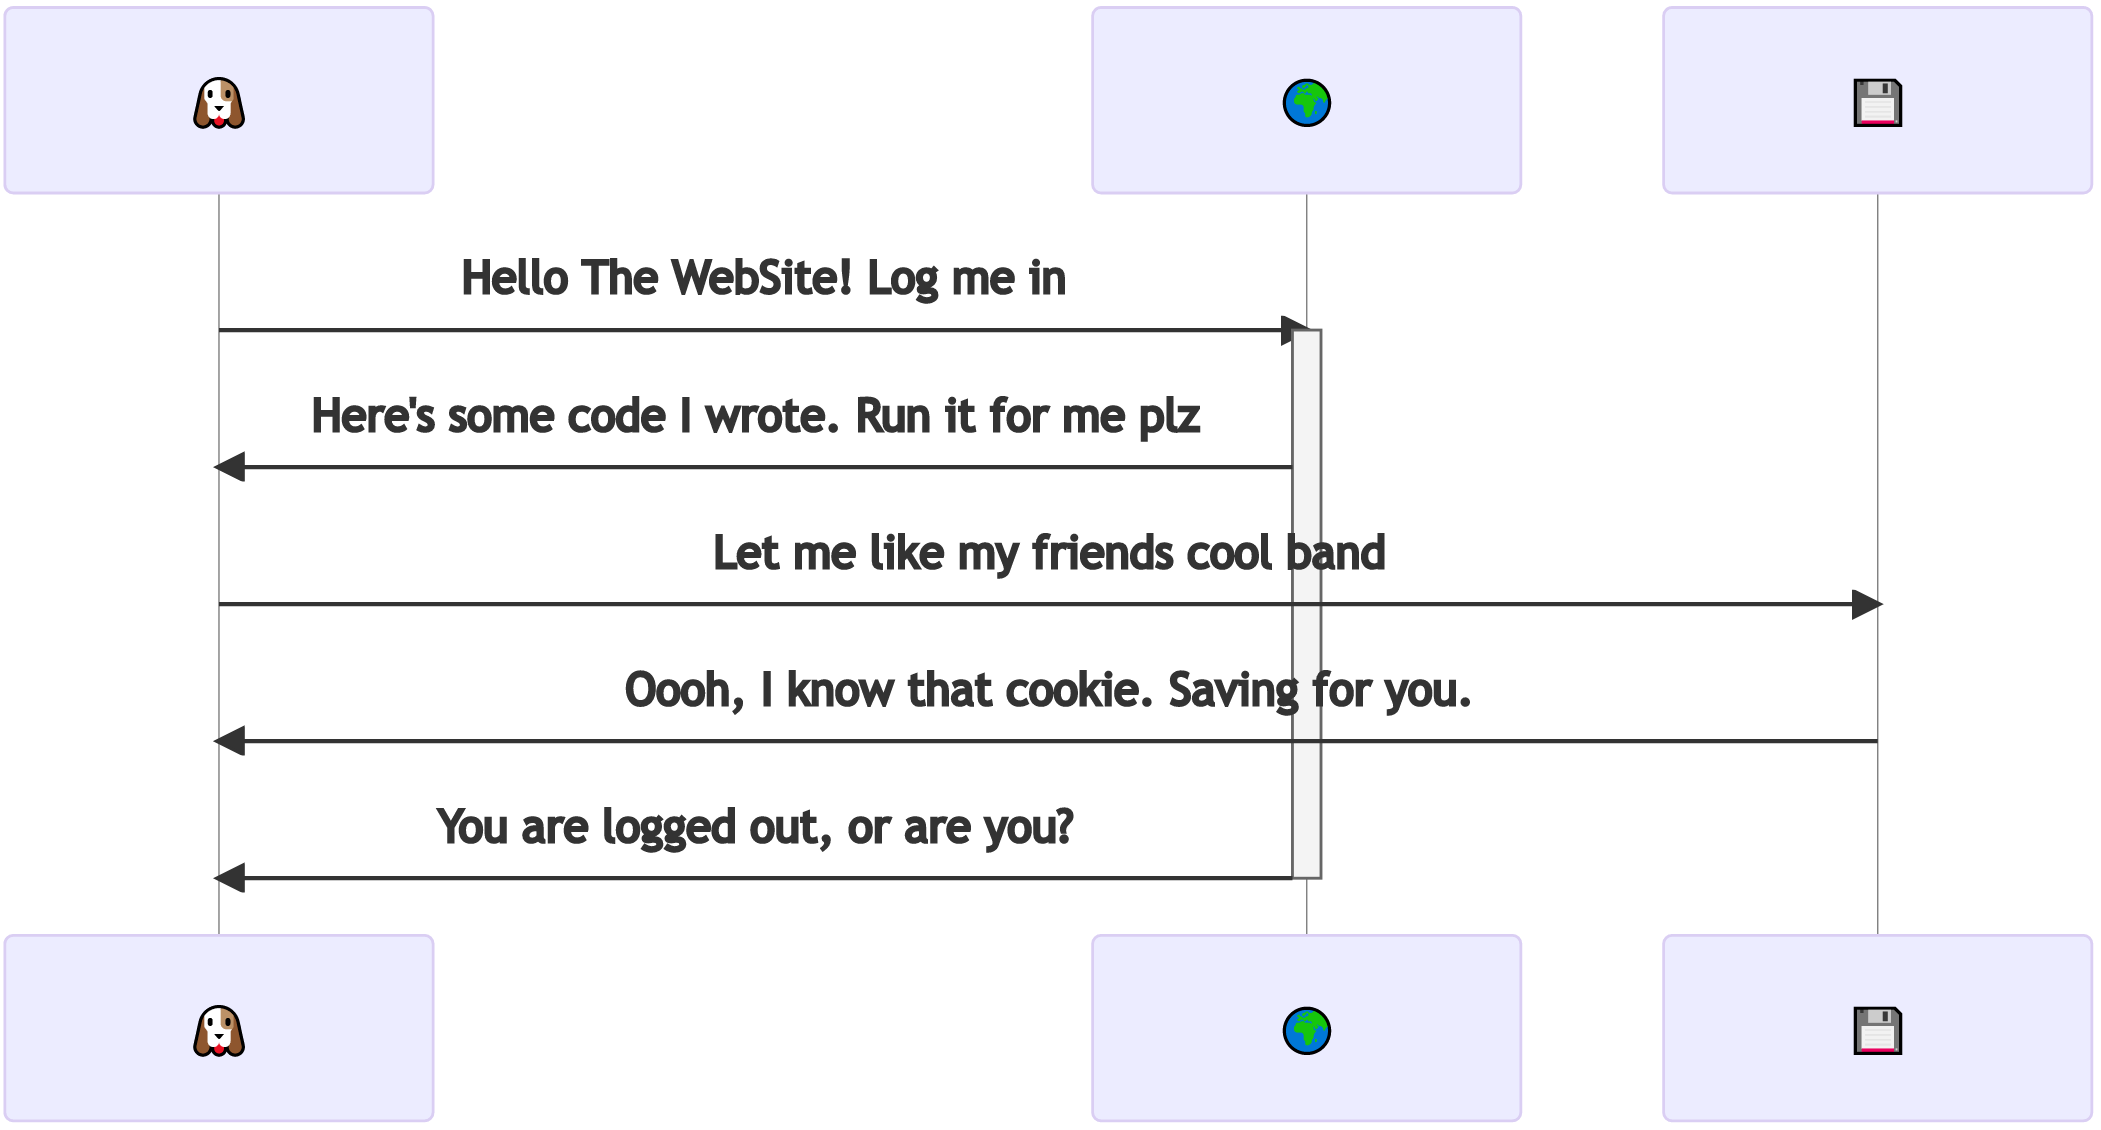 Hello The WebSite! Log me in
Here's some code I wrote. Run it for me plz
Let me like my friends cool band
Oooh, I know that cookie. Saving for you.
You are logged out, or are you?